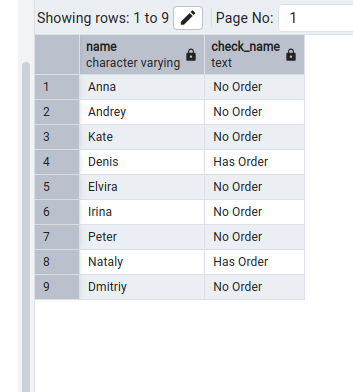 Showing rows: 1 to 9 Page No: 1
name check_name
character varying text
1 Anna No Order
2 Andrey No Order
3 Kate No Order
4 Denis Has Order
5 Elvira No Order
6 Irina No Order
7 Peter No Order
8 Nataly Has Order
9 Dmitriy No Order